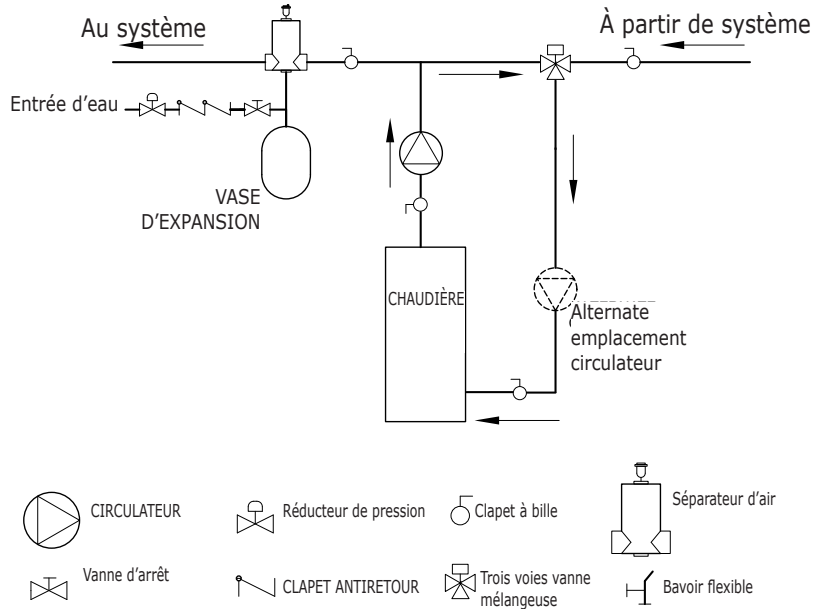 Au système
À partir de système
Entrée d'eau
VASE
D'EXPANSION
CHAUDIÈRE
Alternate
emplacement
circulateur
CIRCULATEUR
Réducteur de pression
Clapet à bille
Séparateur d'air
Vanne d'arrêt
CLAPET ANTIRETOUR
Trois voies vanne
mélangeuse
Bavoir flexible